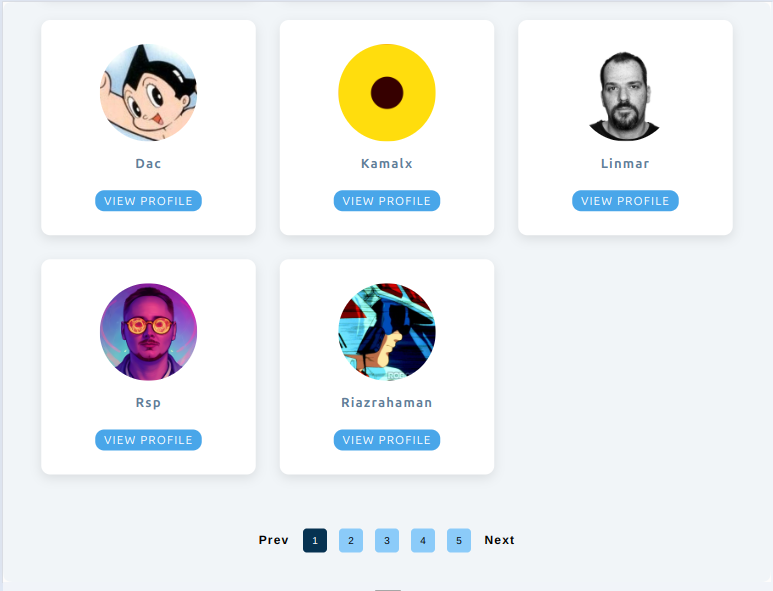 Dac
Kamalx
Linmar
VIEW PROFILE
VIEW PROFILE
VIEW PROFILE
Rsp
Riazrahaman
VIEW PROFILE
VIEW PROFILE
Prev 1 2 3 4 5 Next